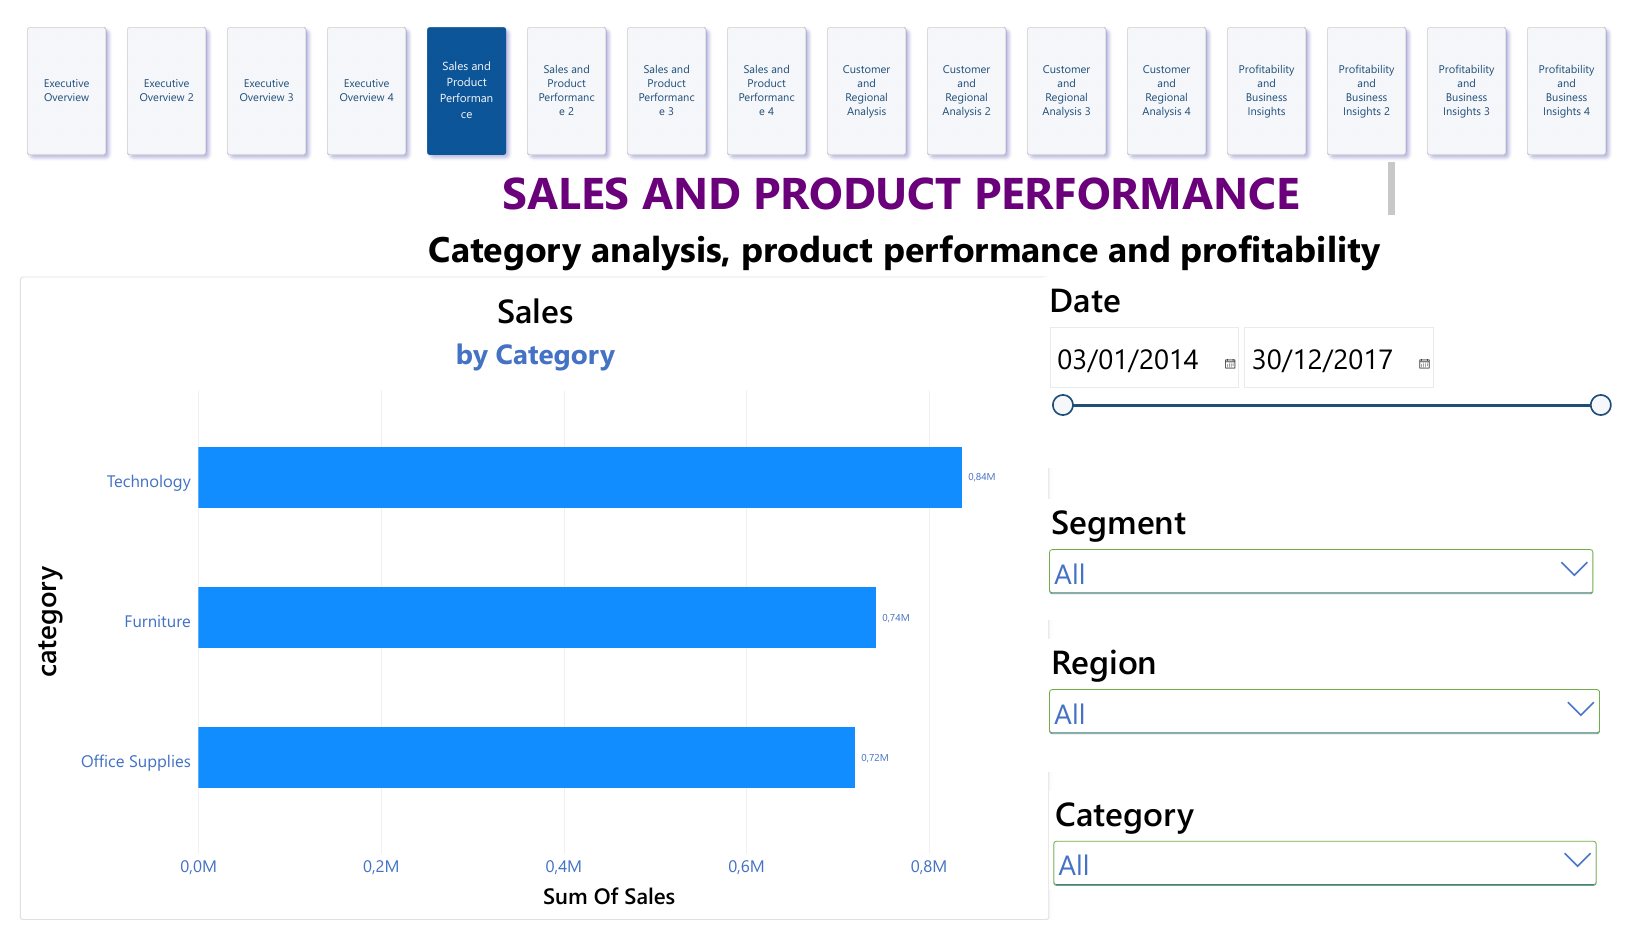 Executive
Overview
Executive
Overview 2
Executive
Overview 3
Executive
Overview 4
Sales and
Product
Performan
ce
Sales and
Product
Performanc
e 2
Sales and
Product
Performanc
e 3
Sales and
Product
Performanc
e 4
Customer
and
Regional
Analysis
Customer
and
Regional
Analysis 2
Customer
and
Regional
Analysis 3
Customer
and
Regional
Analysis 4
Profitability
and
Business
Insights
Profitability
and
Business
Insights 2
Profitability
and
Business
Insights 3
Profitability
and
Business
Insights 4
SALES AND PRODUCT PERFORMANCE
Category analysis, product performance and profitability
Sales
by Category
category
Technology
0,84M
Furniture
0,74M
Office Supplies
0,72M
0,0M
0,2M
0,4M
0,6M
0,8M
Sum Of Sales
Date
03/01/2014
30/12/2017
Segment
All
Region
All
Category
All